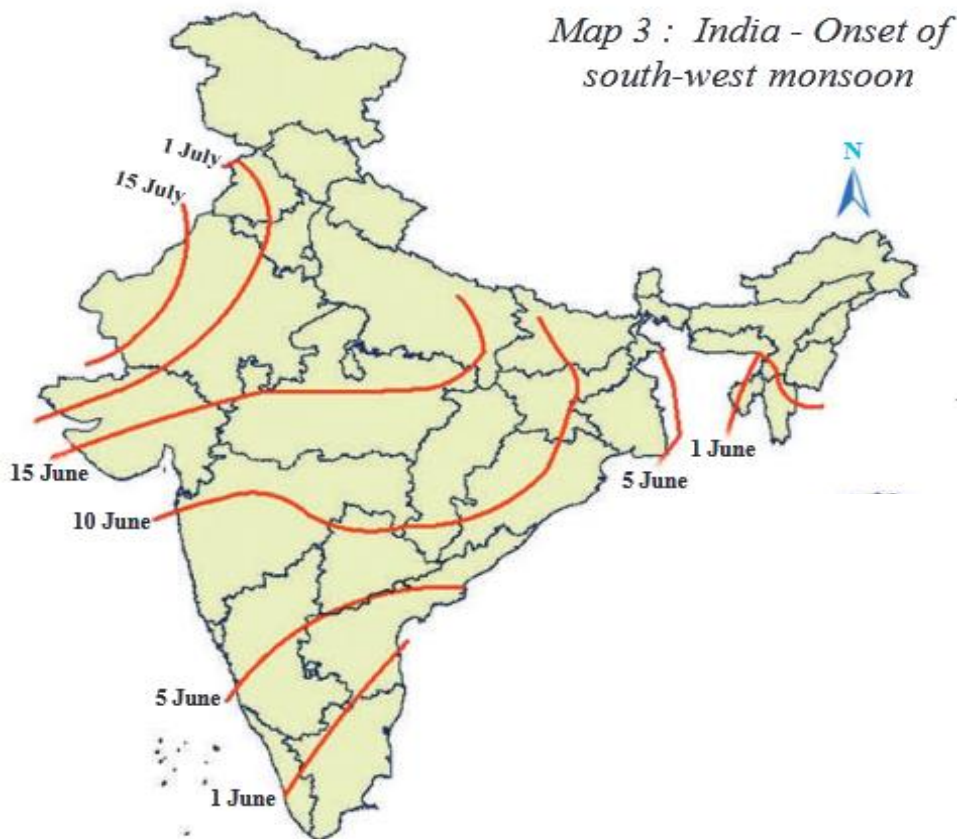 Map 3 : India - Onset of
south-west monsoon
N
1 July
15 July
15 June
10 June
5 June
1 June
5 June
1 June